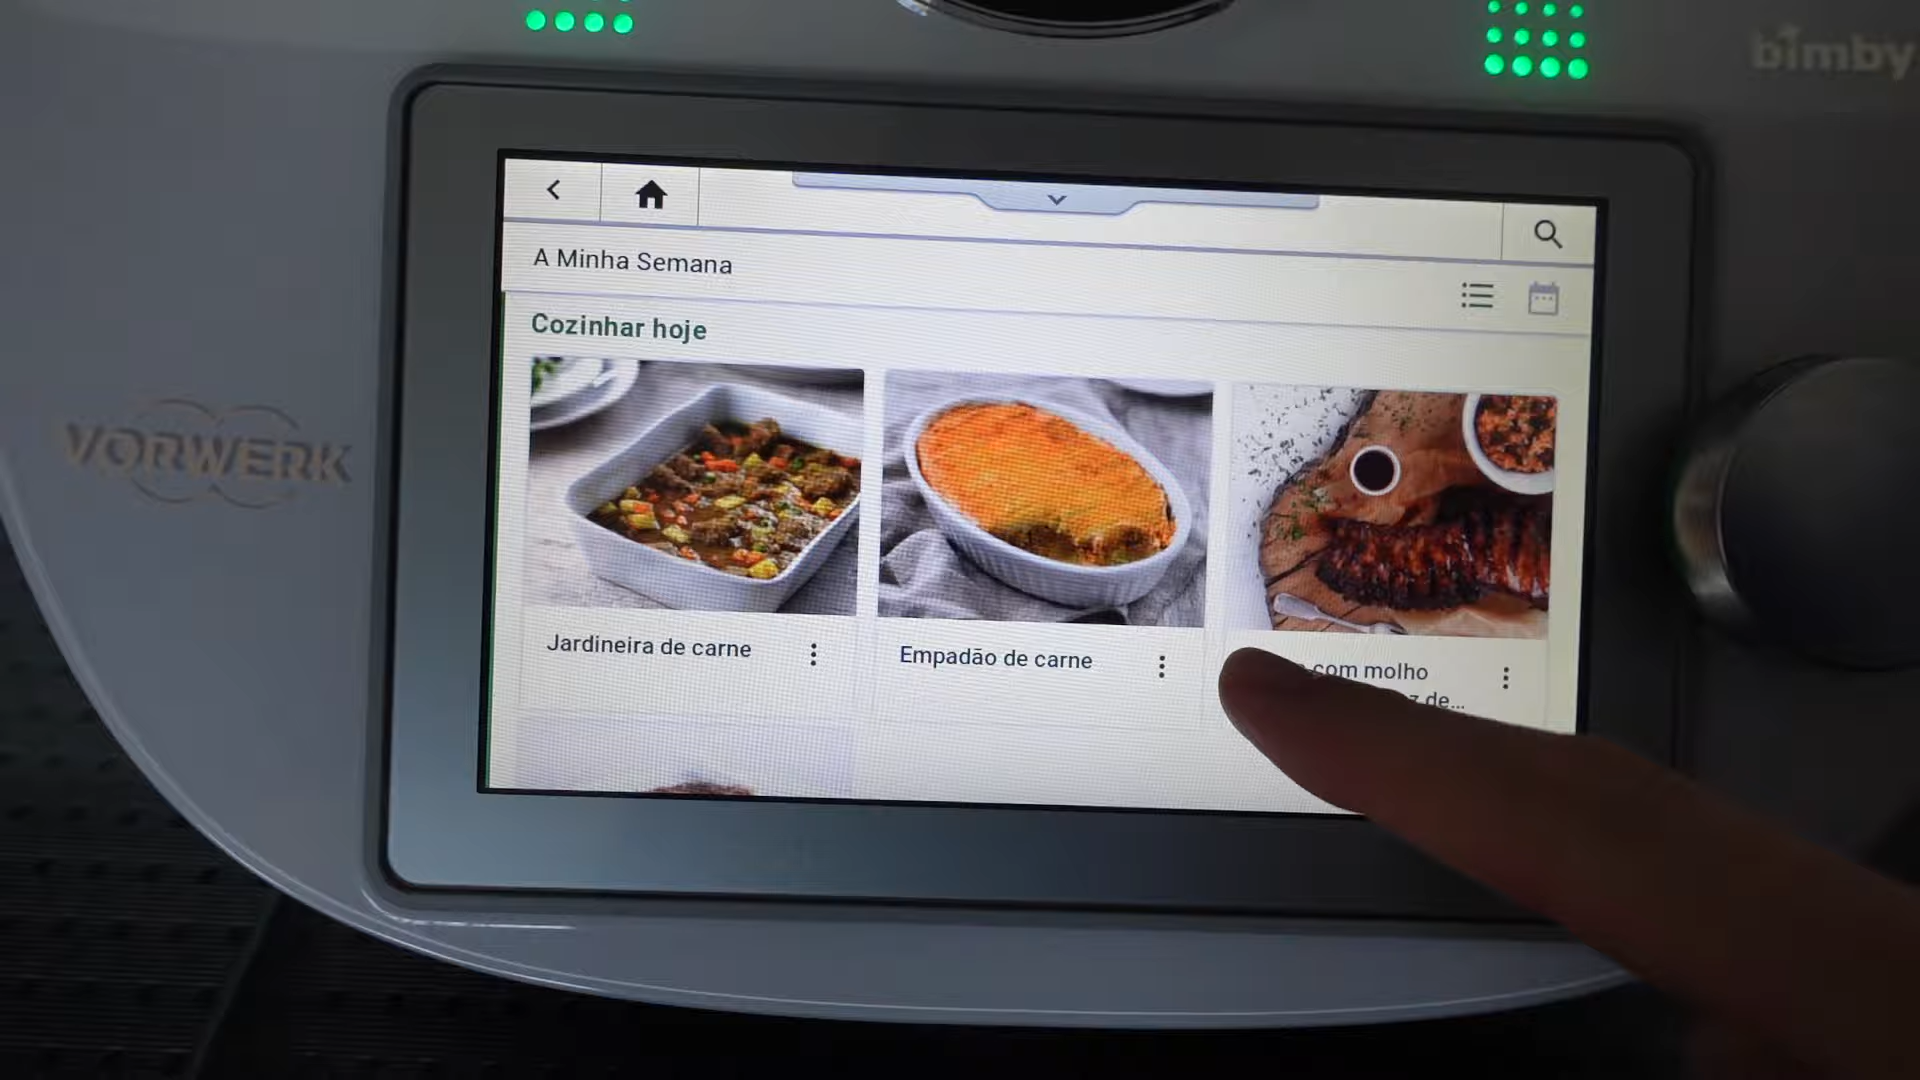 bimby
A Minha Semana
Cozinhar hoje
VORWERK
Jardineira de carne
Empadão de carne
com molho
de...